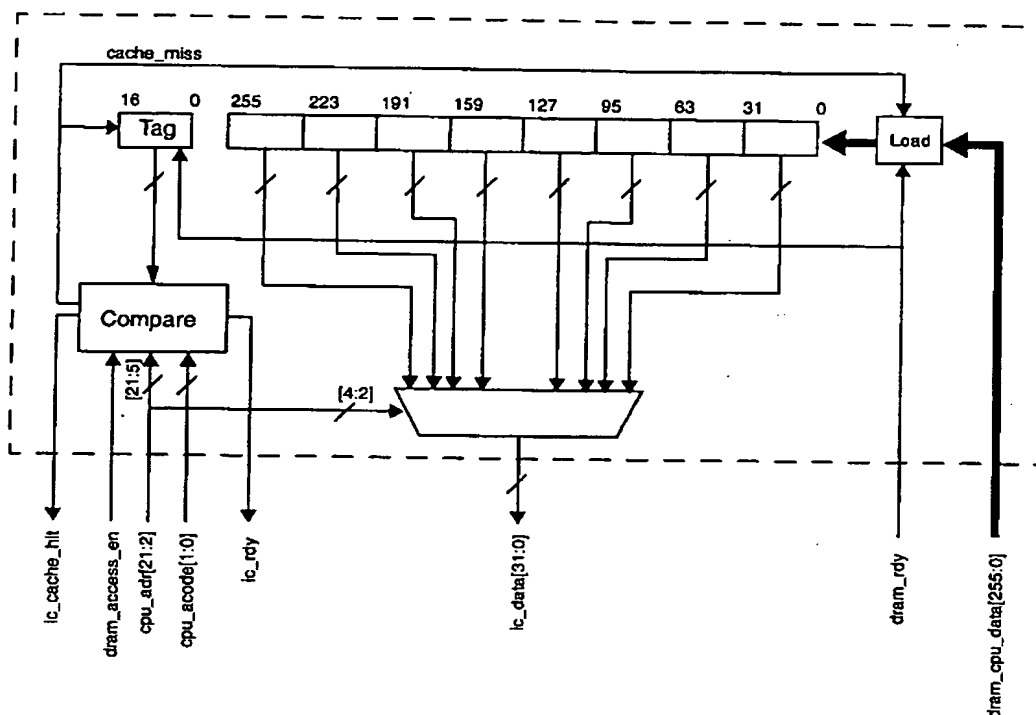 cache_miss
16 0 255 223 191 159 127 95 63 31 0
Tag
Load
Compare
[21:5]
[4:2]
ic_cache_hlt
dram_access_en
cpu_adr[21:2]
cpu_acode[1:0]
ic_rdy
ic_data[31:0]
dram_rdy
dram_cpu_data[255:0]